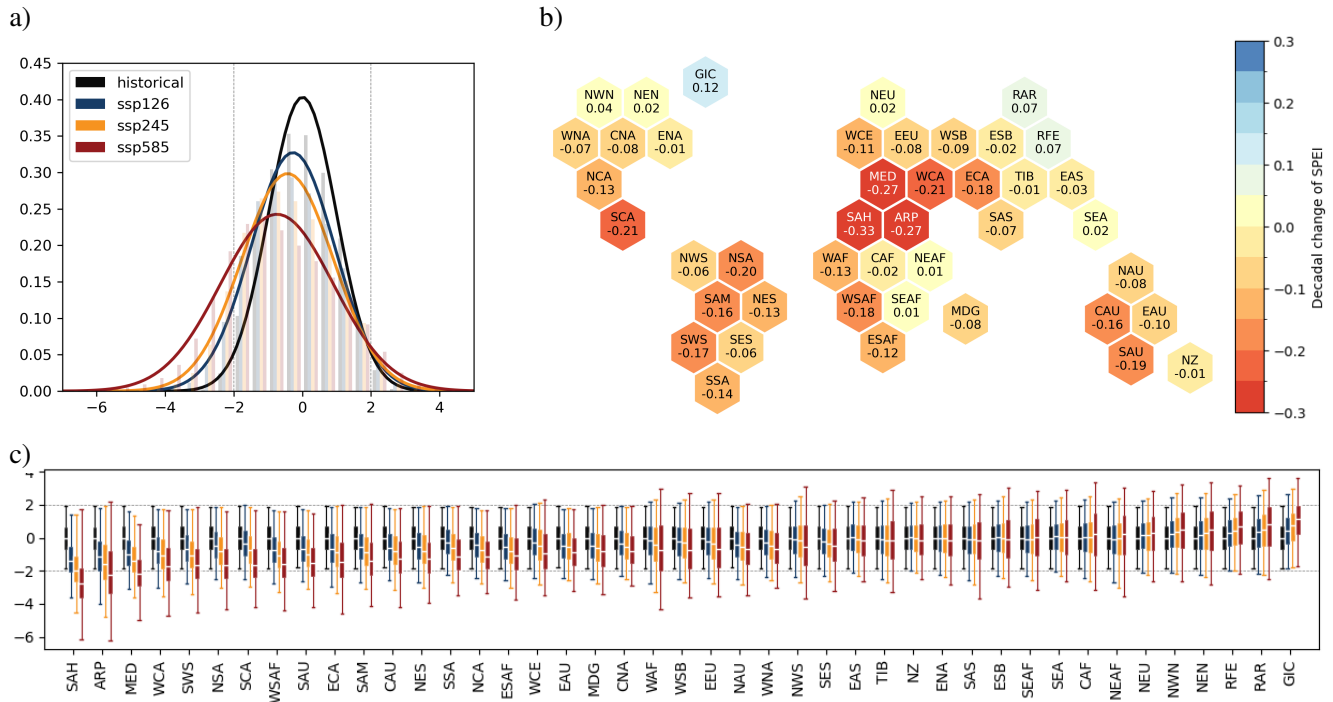 a)
b)
0.45
0.40
0.35
0.30
0.25
0.20
0.15
0.10
0.05
0.00
historical
ssp126
ssp245
ssp585
−6
−4
−2
0
2
4
GIC
0.12
NWN
0.04
NEN
0.02
WNA
-0.07
CNA
-0.08
ENA
-0.01
NCA
-0.13
SCA
-0.21
NWS
-0.06
NSA
-0.20
SAM
-0.16
NES
-0.13
SWS
-0.17
SES
-0.06
SSA
-0.14
NEU
0.02
RAR
0.07
WCE
-0.11
EEU
-0.08
WSB
-0.09
ESB
-0.02
RFE
0.07
MED
-0.27
WCA
-0.21
ECA
-0.18
TIB
-0.01
EAS
-0.03
SAH
-0.33
ARP
-0.27
SAS
-0.07
SEA
0.02
WAF
-0.13
CAF
-0.02
NEAF
0.01
WSAF
-0.18
SEAF
0.01
MDG
-0.08
ESAF
-0.12
NAU
-0.08
CAU
-0.16
EAU
-0.10
SAU
-0.19
NZ
-0.01
0.3
0.2
0.1
0.0
−0.1
−0.2
−0.3
Decadal change of SPEI
c)
4
2
0
−2
−4
−6
SAH
ARP
MED
WCA
SWS
NSA
SCA
WSAF
SAU
ECA
SAM
CAU
NES
SSA
NCA
ESAF
WCE
EAU
MDG
CNA
WAF
WSB
EEU
NAU
WNA
NWS
SES
EAS
TIB
NZ
ENA
SAS
ESB
SEAF
SEA
CAF
NEAF
NEU
NWN
NEN
RFE
RAR
GIC